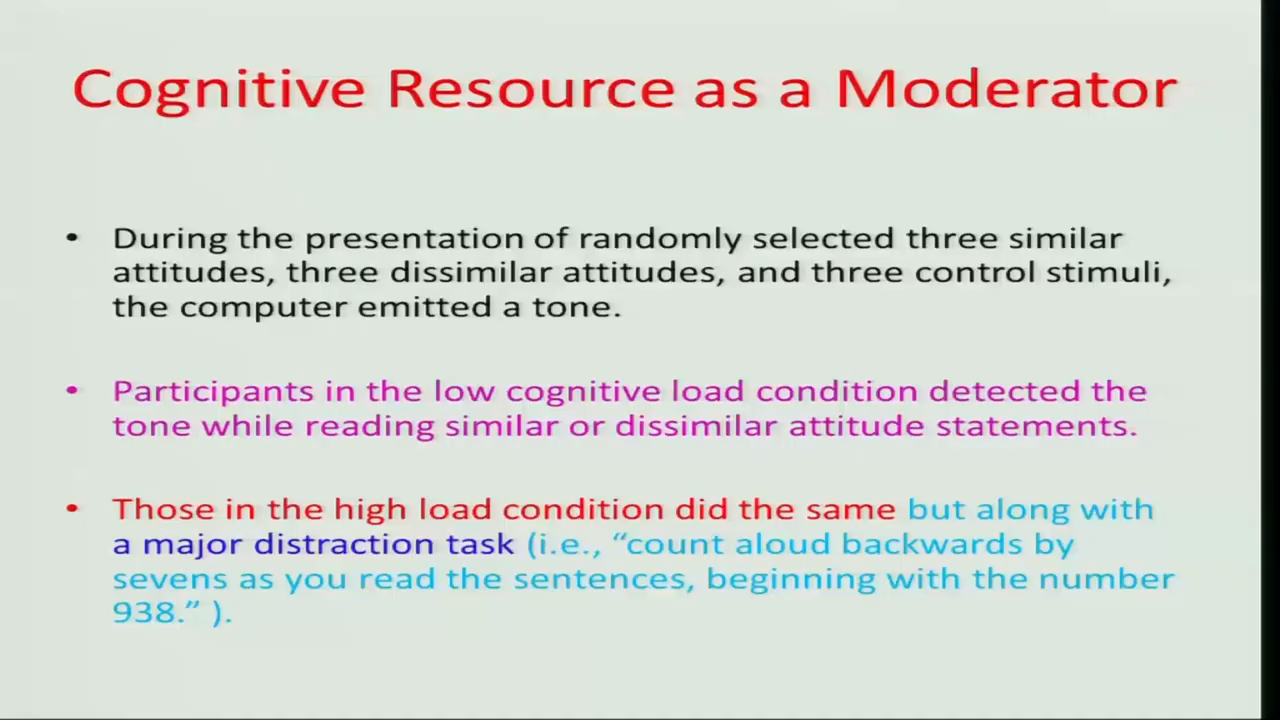 Cognitive Resource as a Moderator
• During the presentation of randomly selected three similar
attitudes, three dissimilar attitudes, and three control stimuli,
the computer emitted a tone.
• Participants in the low cognitive load condition detected the
tone while reading similar or dissimilar attitude statements.
• Those in the high load condition did the same but along with
a major distraction task (i.e., “count aloud backwards by
sevens as you read the sentences, beginning with the number
938.” ).